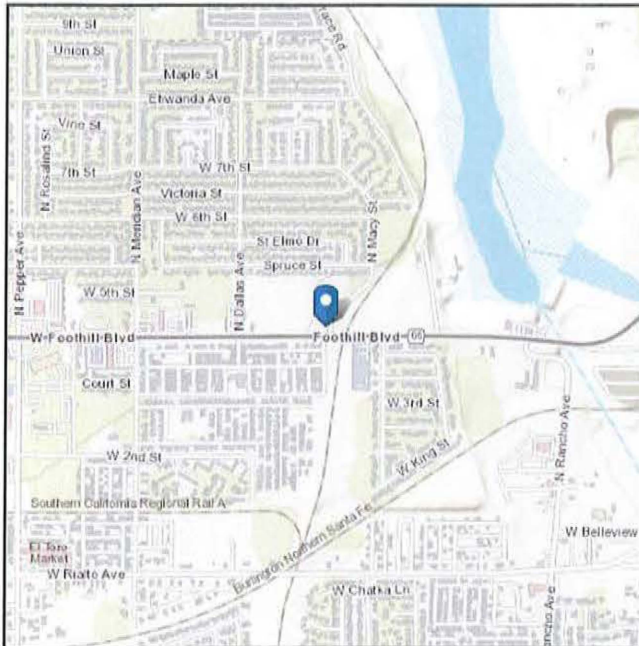 9th St
Union St
Terrace Rd
Maple St
Etiwanda Ave
Vine St
N Rosalind St
7th St
W 7th St
N Meridian Ave
Victoria St
W 6th St
N Macy St
St Elmo Dr
Spruce St
N Pepper Ave
N Dallas Ave
W 5th St
W Foothill Blvd
Foothill Blvd
66
Court St
W 3rd St
N Rancho Ave
W King St
W 2nd St
Southern California Regional Rail A
Burlington Northern Santa Fe
W Belleview
El Toro
Market
W Rialto Ave
W Chatka Ln
ancho Ave